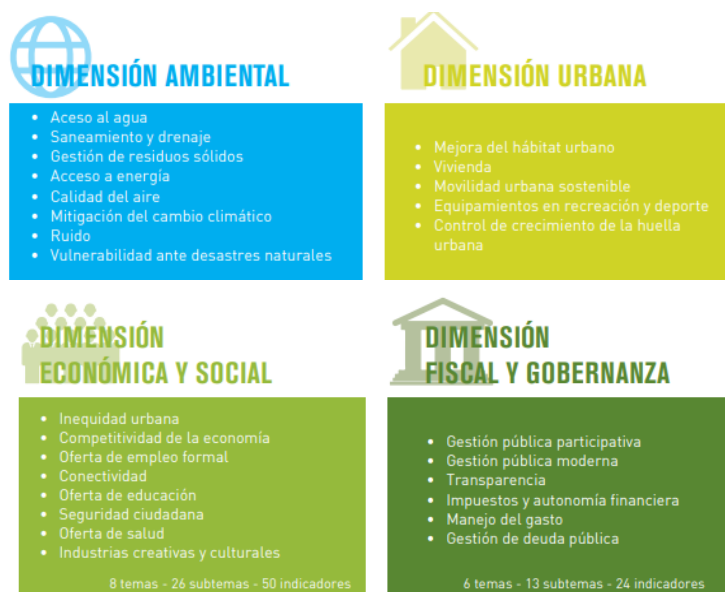 DIMENSIÓN AMBIENTAL
• Aceso al agua
• Saneamiento y drenaje
• Gestión de residuos sólidos
• Acceso a energía
• Calidad del aire
• Mitigación del cambio climático
• Ruido
• Vulnerabilidad ante desastres naturales
DIMENSIÓN URBANA
• Mejora del hábitat urbano
• Vivienda
• Movilidad urbana sostenible
• Equipamientos en recreación y deporte
• Control de crecimiento de la huella
urbana
DIMENSIÓN
ECONÓMICA Y SOCIAL
• Inequidad urbana
• Competitividad de la economía
• Oferta de empleo formal
• Conectividad
• Oferta de educación
• Seguridad ciudadana
• Oferta de salud
• Industrias creativas y culturales
8 temas - 26 subtemas - 50 indicadores
DIMENSIÓN
FISCAL Y GOBERNANZA
• Gestión pública participativa
• Gestión pública moderna
• Transparencia
• Impuestos y autonomía financiera
• Manejo del gasto
• Gestión de deuda pública
6 temas - 13 subtemas - 24 indicadores